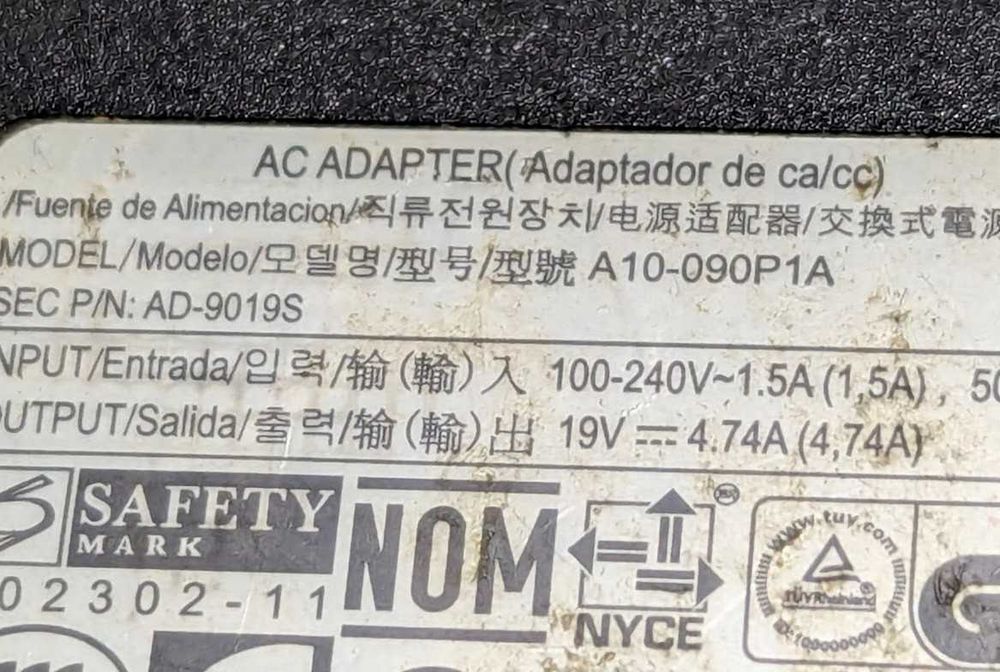 AC ADAPTER( Adaptador de ca/cc)
/Fuente de Alimentacion/직류전원장치/电源适配器/交換式電源
MODEL/Modelo/모델명/型号/型號 A10-090P1A
SEC P/N: AD-9019S
INPUT/Entrada/입력/输(輸)入 100-240V~1.5A (1,5A), 50
OUTPUT/Salida/출력/输(輸)出 19V ⎓ 4.74A (4,74A)
SAFETY
MARK
02302-11
NOM
NYCE
www.tuv.com
TÜVRheinland
ID:1000000000